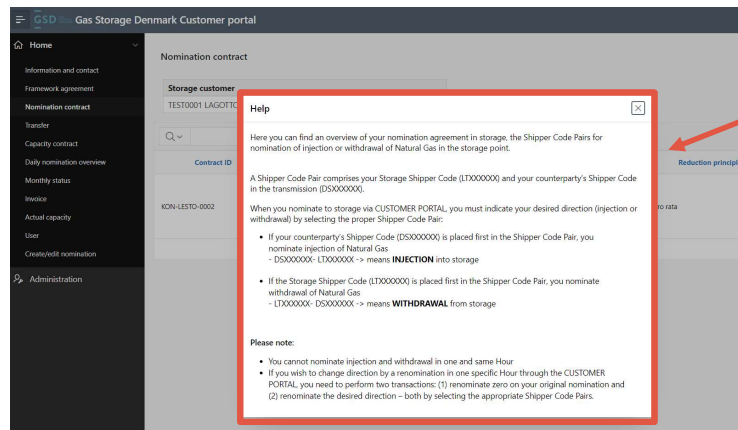 GSD Gas Storage Denmark Customer portal
Home
Information and contact
Framework agreement
Nomination contract
Transfer
Capacity contract
Daily nomination overview
Monthly status
Invoice
Actual capacity
User
Create/edit nomination
Administration
Nomination contract
Storage customer
TEST0001 LAGOTTO
Contract ID
Reduction principl
KON-LESTO-0002
ro rata
Help
Here you can find an overview of your nomination agreement in storage, the Shipper Code Pairs for
nomination of injection or withdrawal of Natural Gas in the storage point.
A Shipper Code Pair comprises your Storage Shipper Code (LTXXXXXX) and your counterparty's Shipper Code
in the transmission (DSXXXXXX).
When you nominate to storage via CUSTOMER PORTAL, you must indicate your desired direction (injection or
withdrawal) by selecting the proper Shipper Code Pair:
• If your counterparty's Shipper Code (DSXXXXXX) is placed first in the Shipper Code Pair, you
nominate injection of Natural Gas
- DSXXXXXX- LTXXXXXX -> means INJECTION into storage
• If the Storage Shipper Code (LTXXXXXX) is placed first in the Shipper Code Pair, you nominate
withdrawal of Natural Gas
- LTXXXXXX- DSXXXXXX -> means WITHDRAWAL from storage
Please note:
• You cannot nominate injection and withdrawal in one and same Hour
• If you wish to change direction by a renomination in one specific Hour through the CUSTOMER
PORTAL, you need to perform two transactions: (1) renominate zero on your original nomination and
(2) renominate the desired direction – both by selecting the appropriate Shipper Code Pairs.